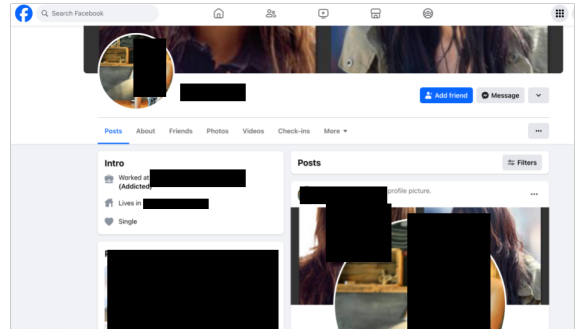 Search Facebook
Add friend
Message
Posts
About
Friends
Photos
Videos
Check-ins
More
Intro
Worked at
(Addicted)
Lives in
Single
Posts
Filters
profile picture.